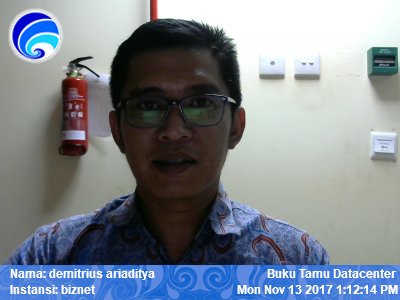 Nama: demitrius ariaditya
Buku Tamu Datacenter
Instansi: biznet
Mon Nov 13 2017 1:12:14 PM